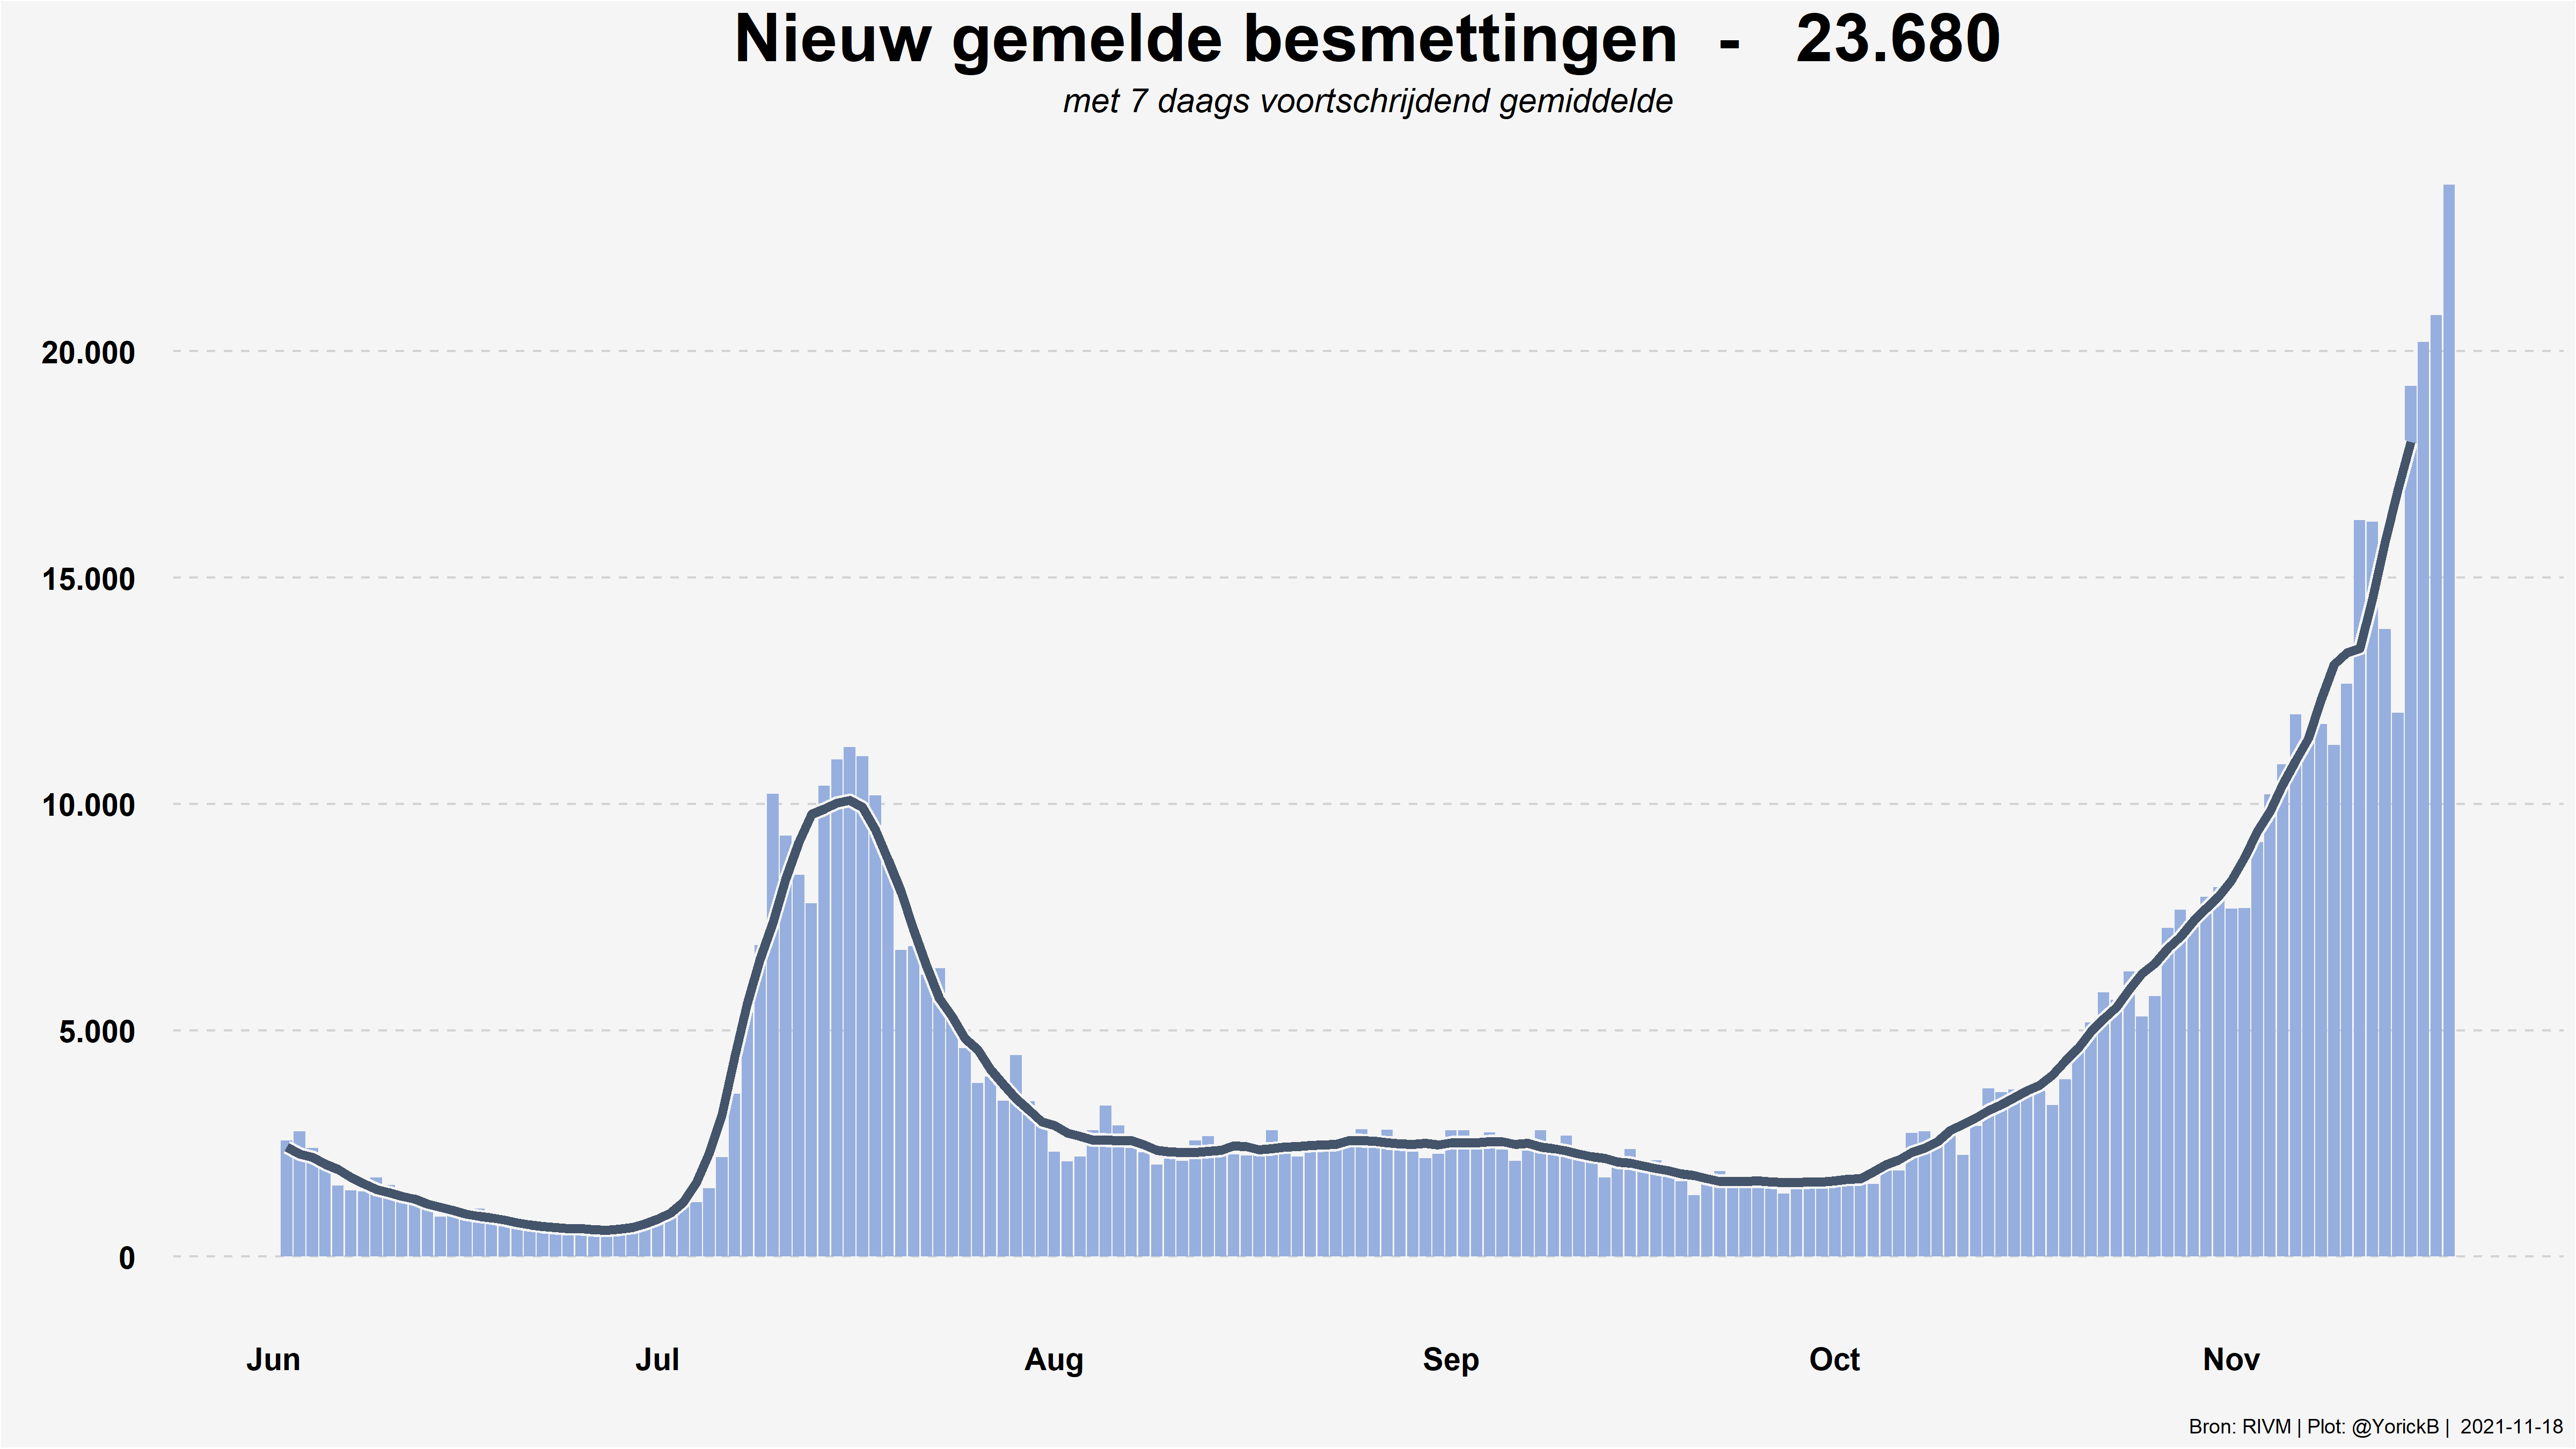 Nieuw gemelde besmettingen - 23.680
met 7 daags voortschrijdend gemiddelde
20.000
15.000
10.000
5.000
0
Jun Jul Aug Sep Oct Nov
Bron: RIVM | Plot: @YorickB | 2021-11-18